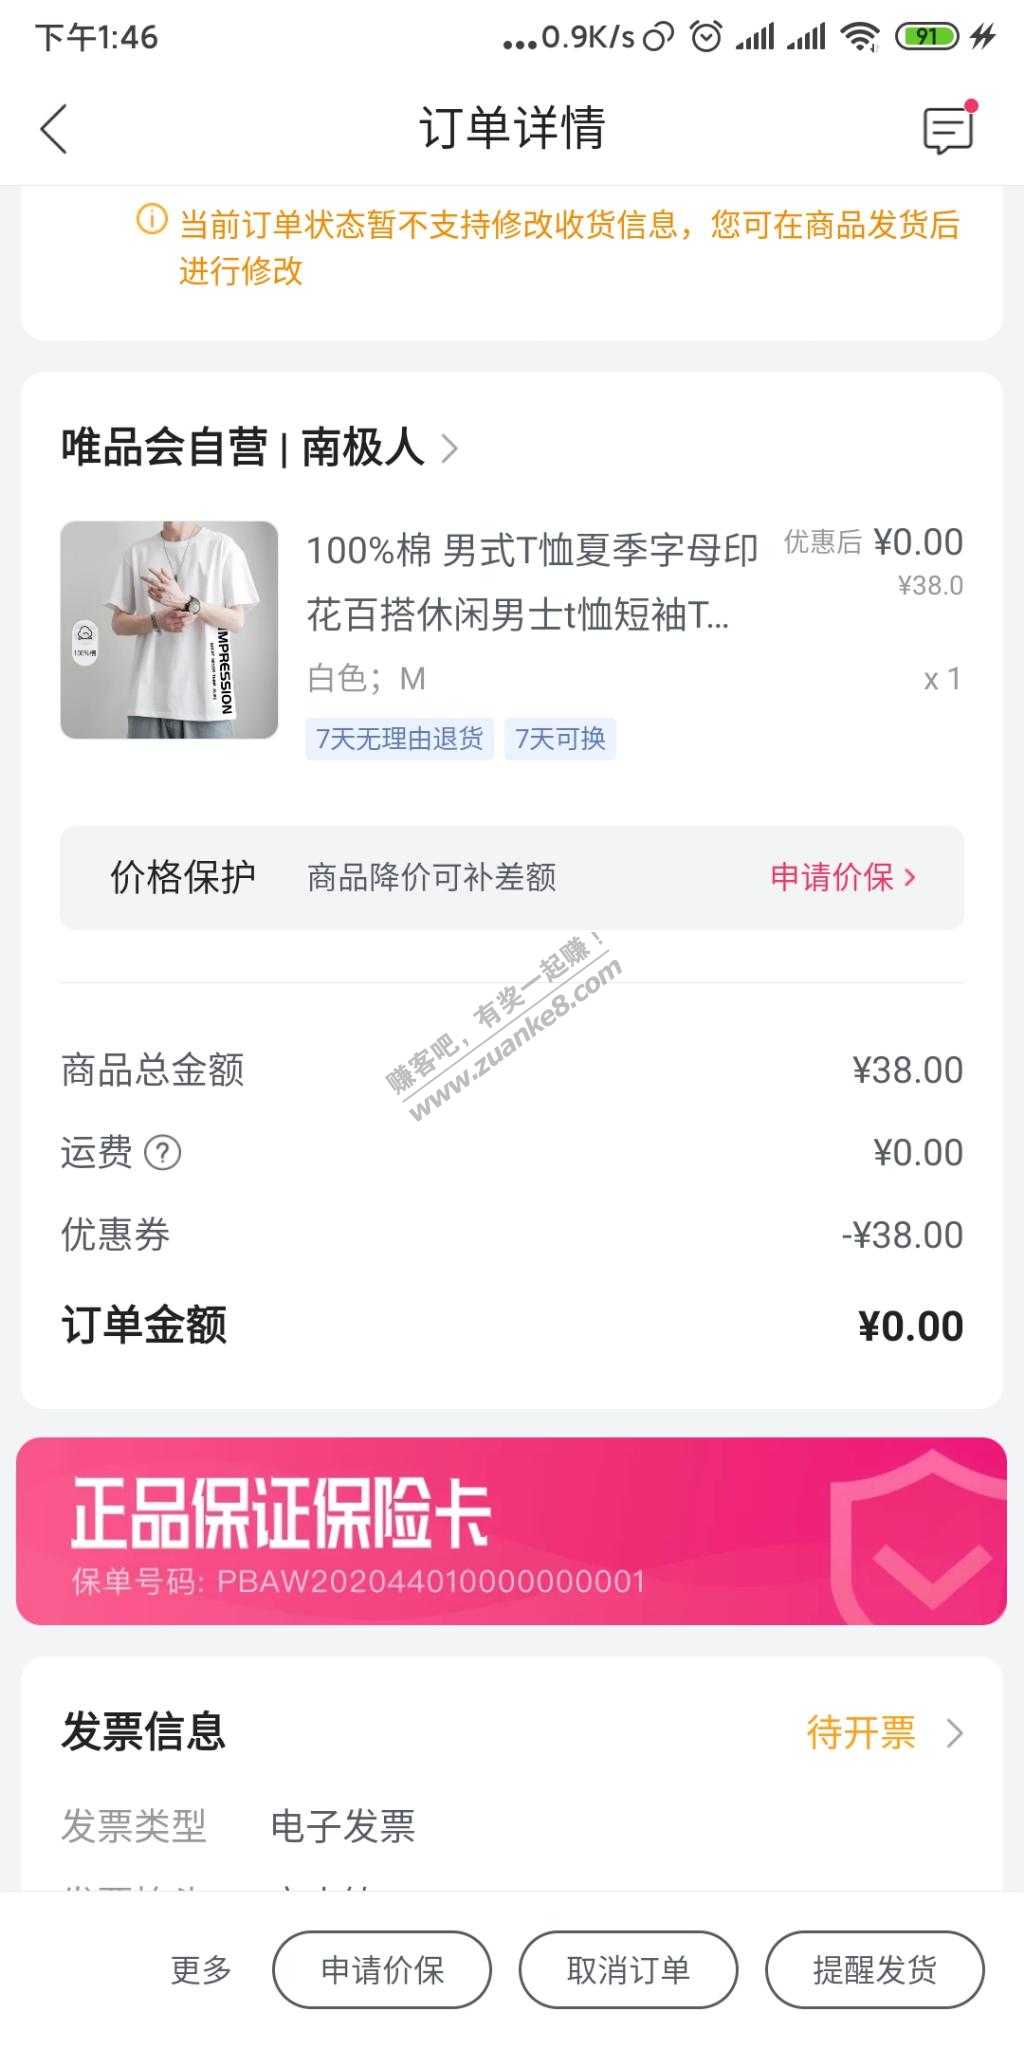 下午1:46
...0.9K/s
91
订单详情
当前订单状态暂不支持修改收货信息，您可在商品发货后
进行修改
唯品会自营 | 南极人
100%棉 男式T恤夏季字母印
花百搭休闲男士t恤短袖T...
优惠后 ¥0.00
¥38.0
白色；M
x 1
7天无理由退货
7天可换
100%棉
IMPRESSION
价格保护
商品降价可补差额
申请价保
赚客吧，有奖一起赚！
www.zuanke8.com
商品总金额
¥38.00
运费 ?
¥0.00
优惠券
-¥38.00
订单金额
¥0.00
正品保证保险卡
保单号码: PBAW202044010000000001
发票信息
待开票
发票类型
电子发票
更多
申请价保
取消订单
提醒发货